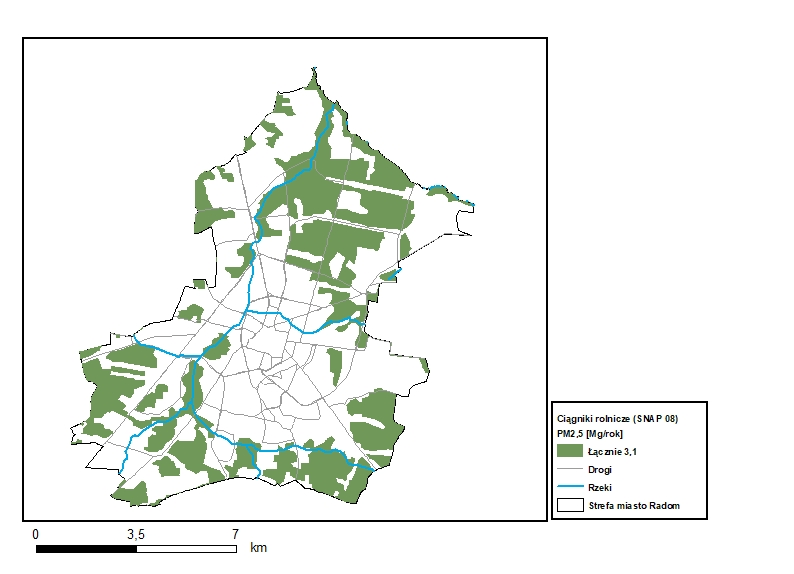 Ciągniki rolnicze (SNAP 08)
PM2,5 [Mg/rok]
Łącznie 3,1
Drogi
Rzeki
Strefa miasto Radom
0 3,5 7
km